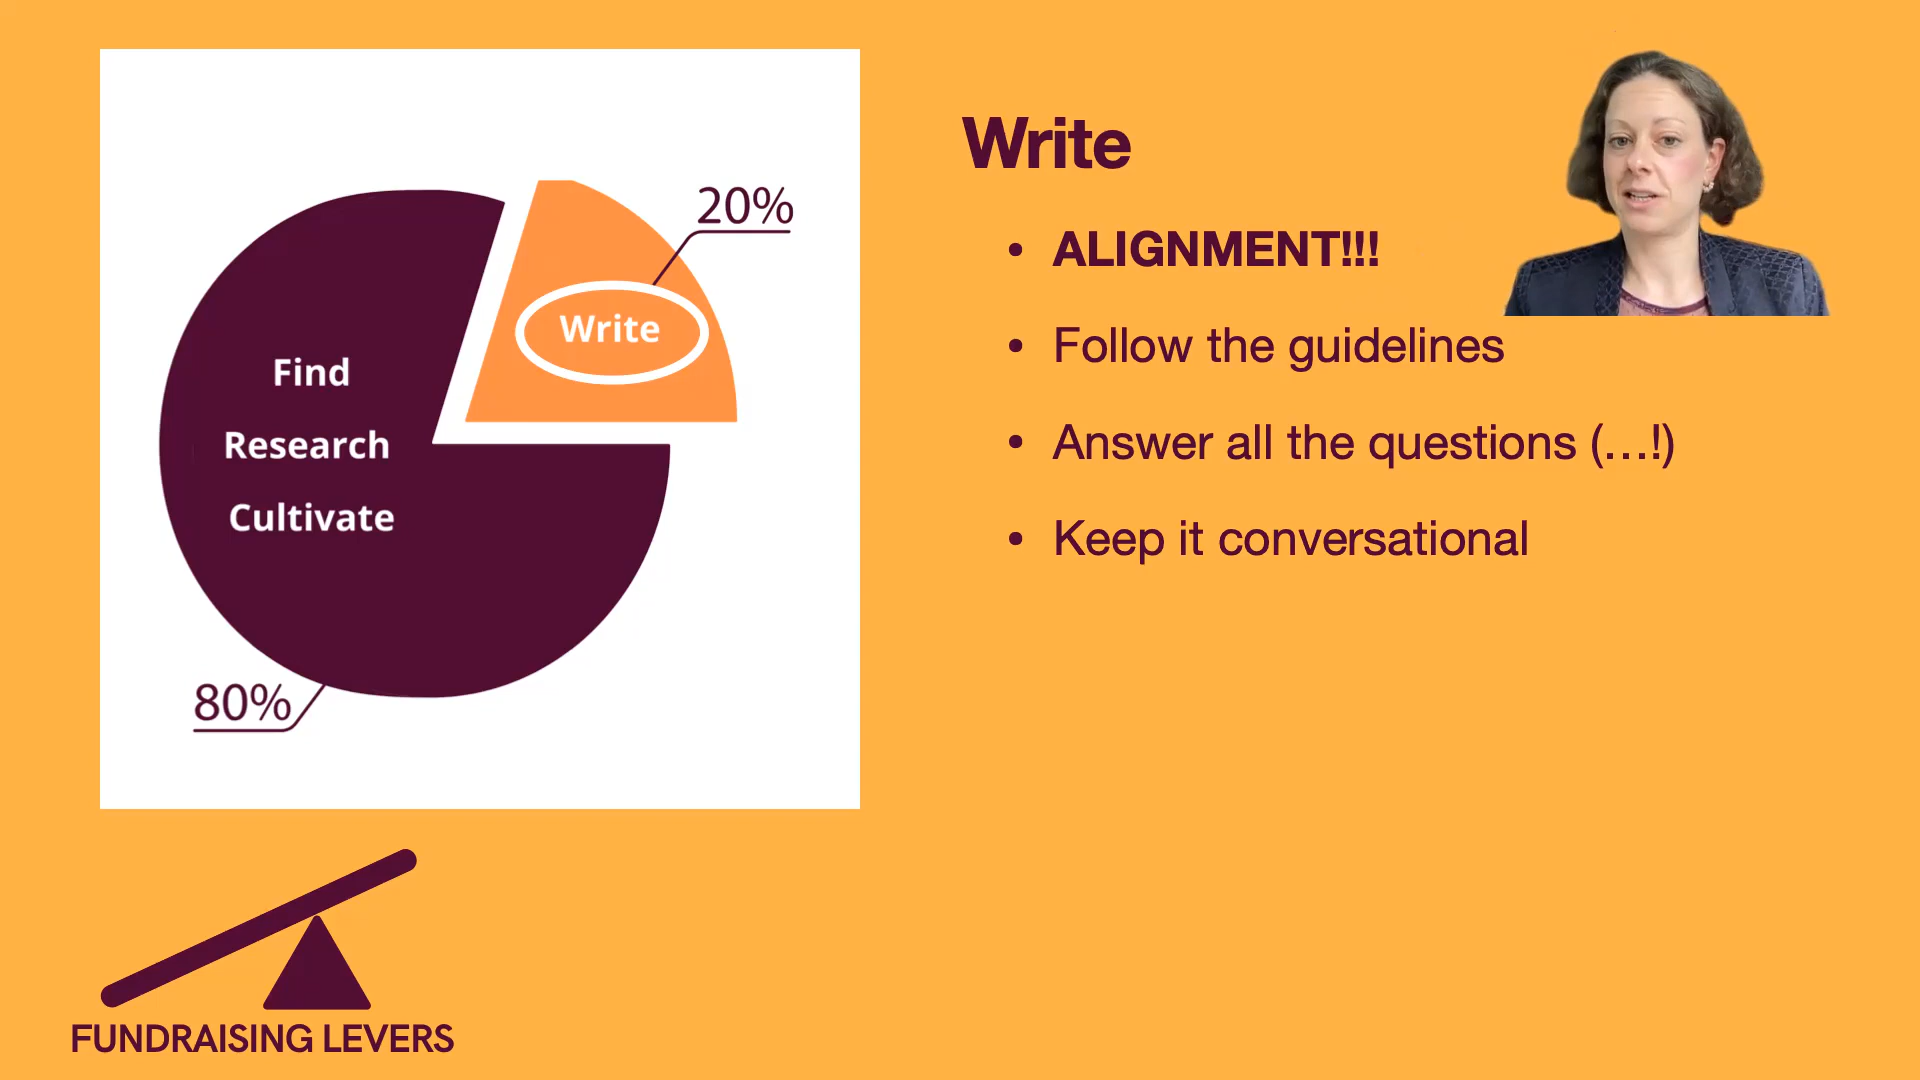 20%
Write
Find
Research
Cultivate
80%
FUNDRAISING LEVERS
Write
• ALIGNMENT!!!
• Follow the guidelines
• Answer all the questions (...!)
• Keep it conversational